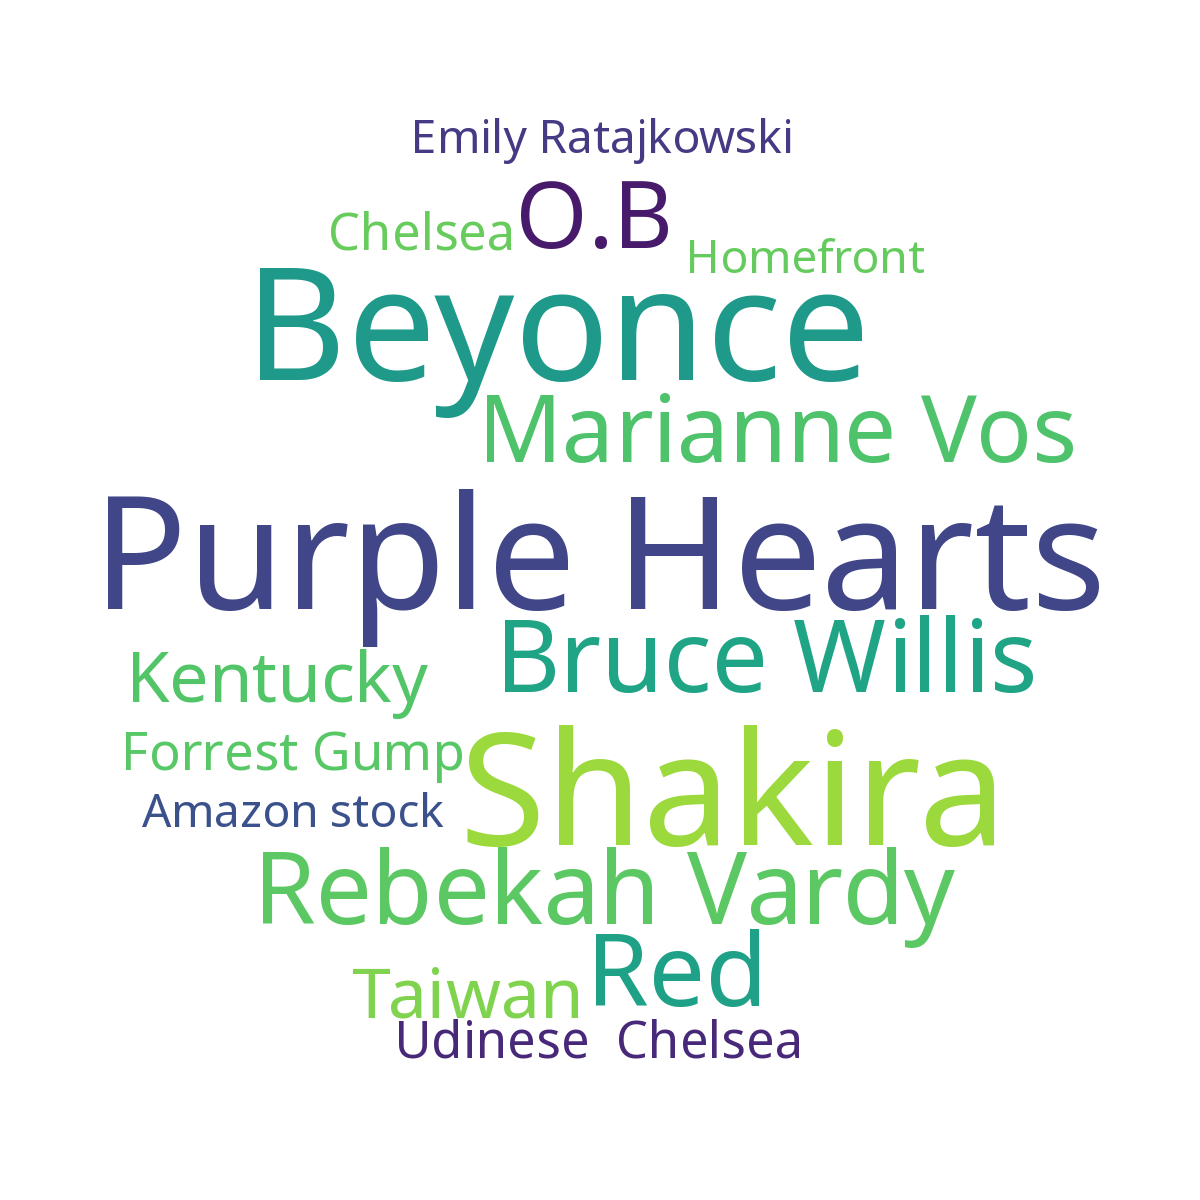 Emily Ratajkowski
O.B
Chelsea
Homefront
Beyonce
Marianne Vos
Purple Hearts
Bruce Willis
Kentucky
Forrest Gump
Shakira
Amazon stock
Rebekah Vardy
Red
Taiwan
Udinese Chelsea